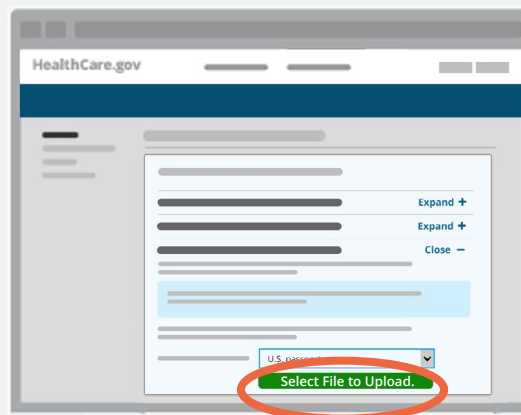 HealthCare.gov
Expand +
Expand +
Close −
U.S. passport
Select File to Upload.